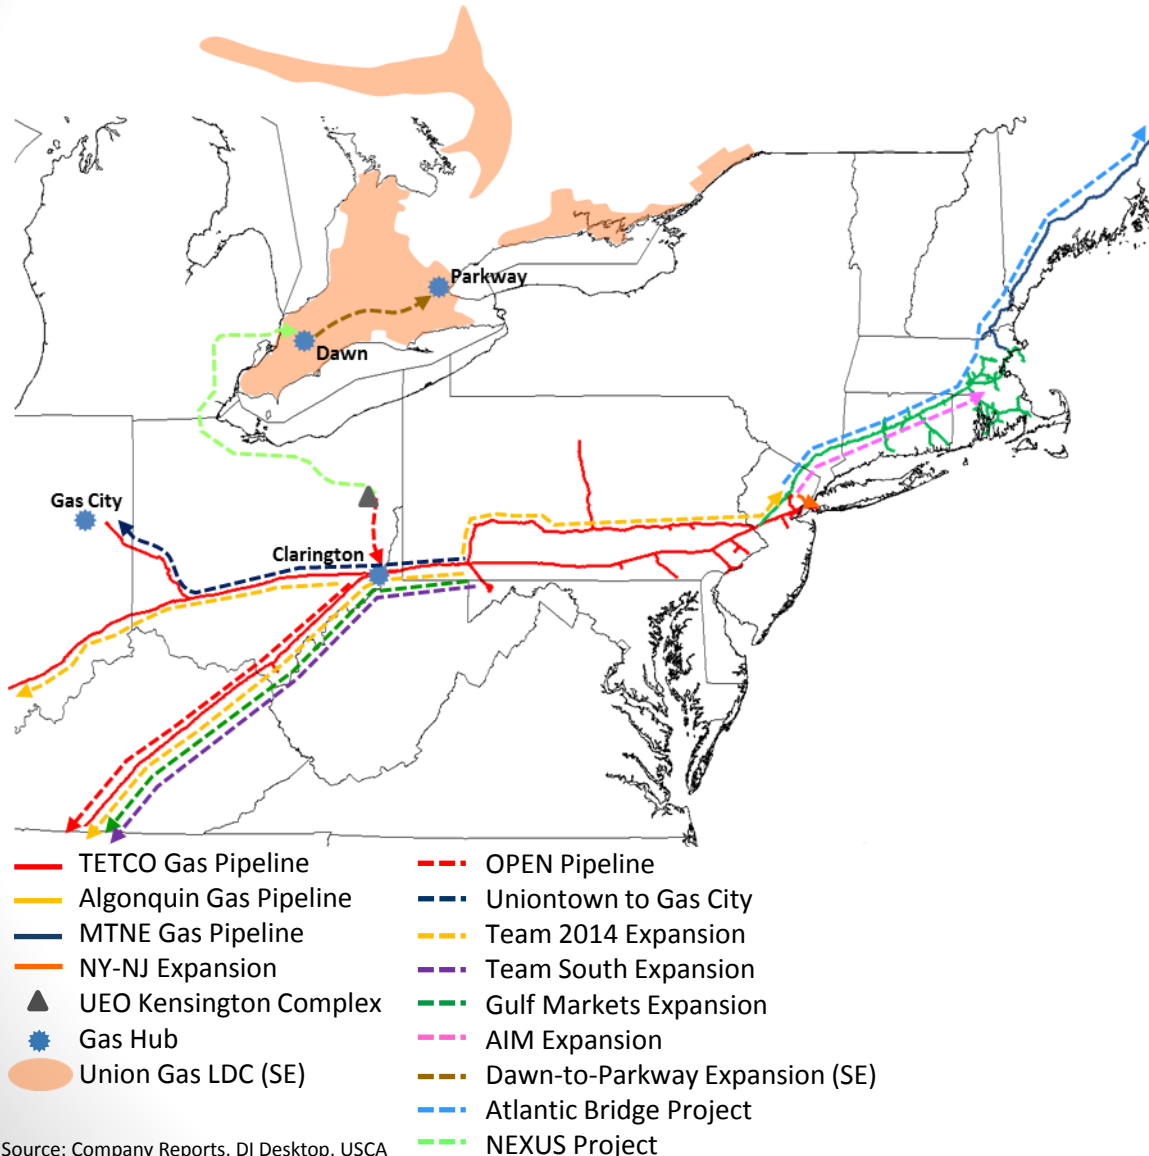 Parkway
Dawn
Gas City
Clarington
TETCO Gas Pipeline
Algonquin Gas Pipeline
MTNE Gas Pipeline
NY-NJ Expansion
UEO Kensington Complex
Gas Hub
Union Gas LDC (SE)
OPEN Pipeline
Uniontown to Gas City
Team 2014 Expansion
Team South Expansion
Gulf Markets Expansion
AIM Expansion
Dawn-to-Parkway Expansion (SE)
Atlantic Bridge Project
NEXUS Project
Source: Company Reports, DI Desktop, USCA